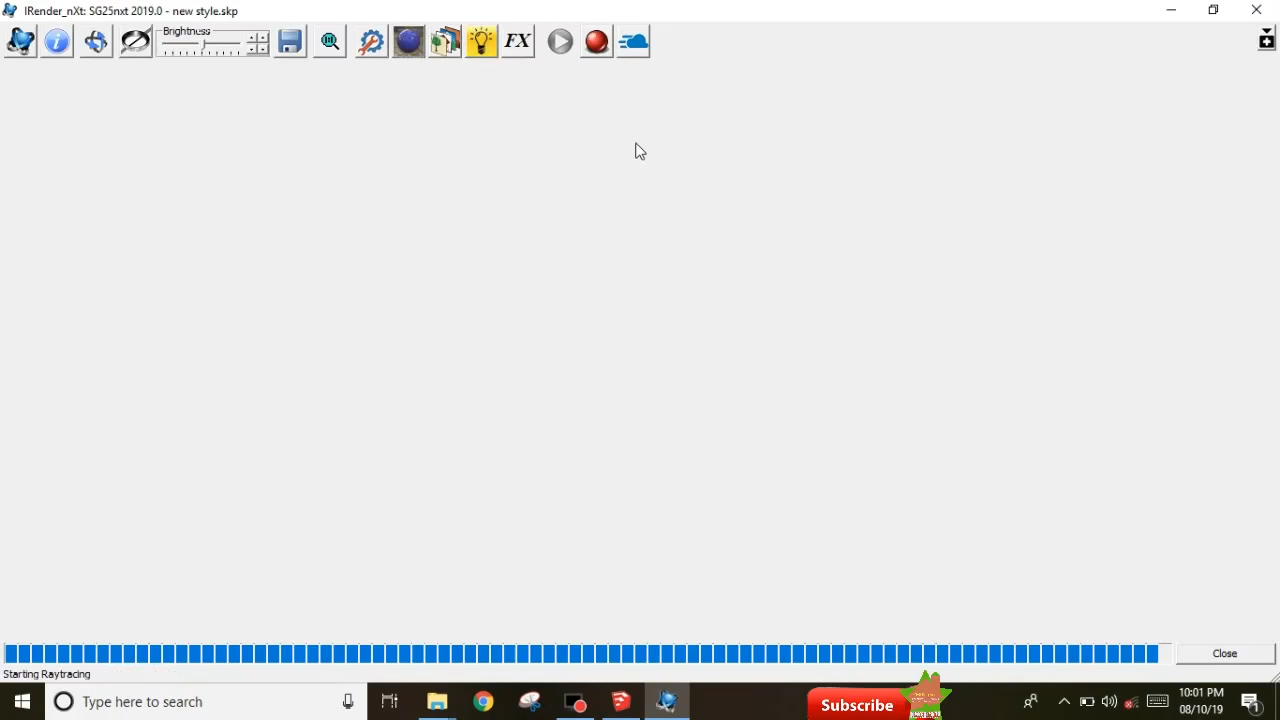 IRender_nXt: SG25nxt 2019.0 - new style.skp
Brightness
FX
Close
Starting Raytracing
Type here to search
Subscribe
10:01 PM
08/10/19
1